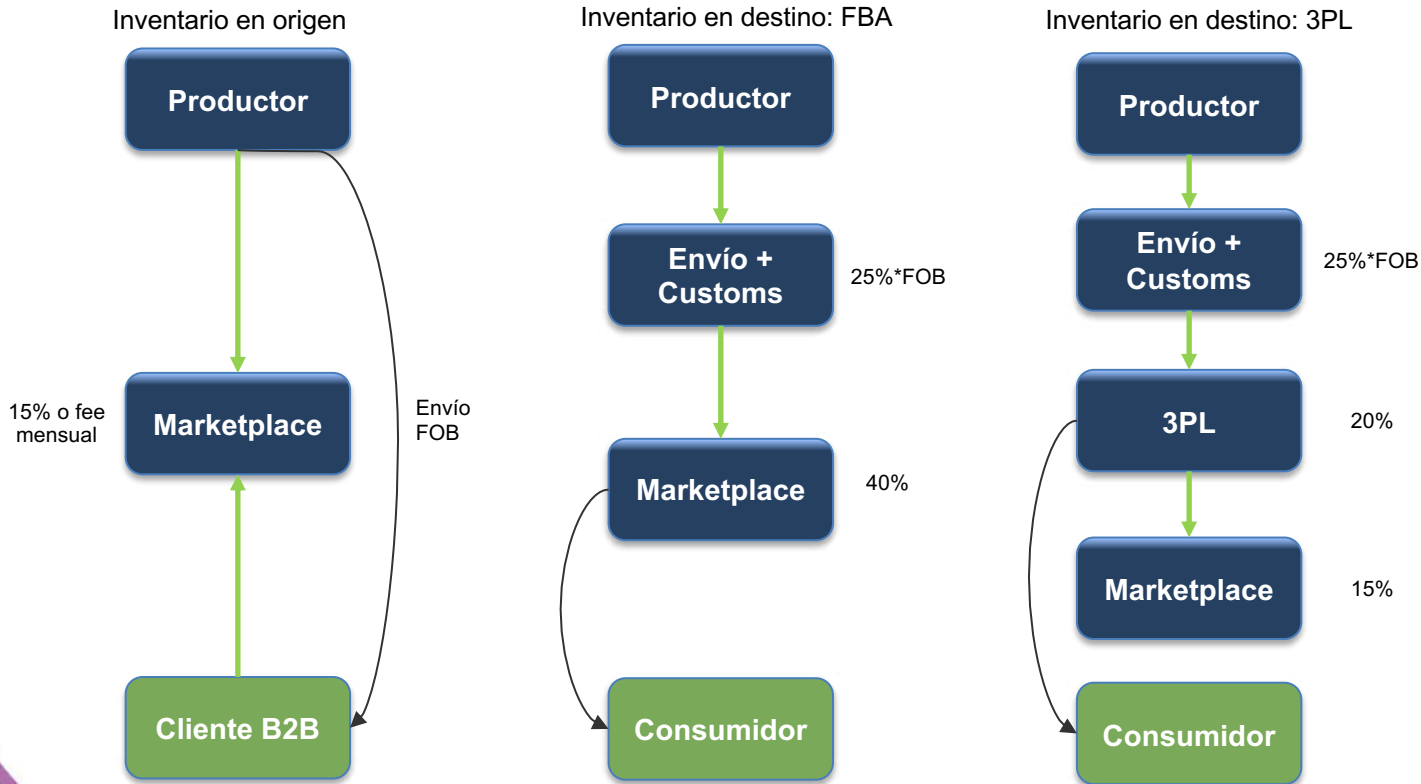 Inventario en origen
Productor
15% o fee
mensual
Marketplace
Envío
FOB
Cliente B2B
Inventario en destino: FBA
Productor
Envío +
Customs
25%*FOB
Marketplace
40%
Consumidor
Inventario en destino: 3PL
Productor
Envío +
Customs
25%*FOB
3PL
20%
Marketplace
15%
Consumidor